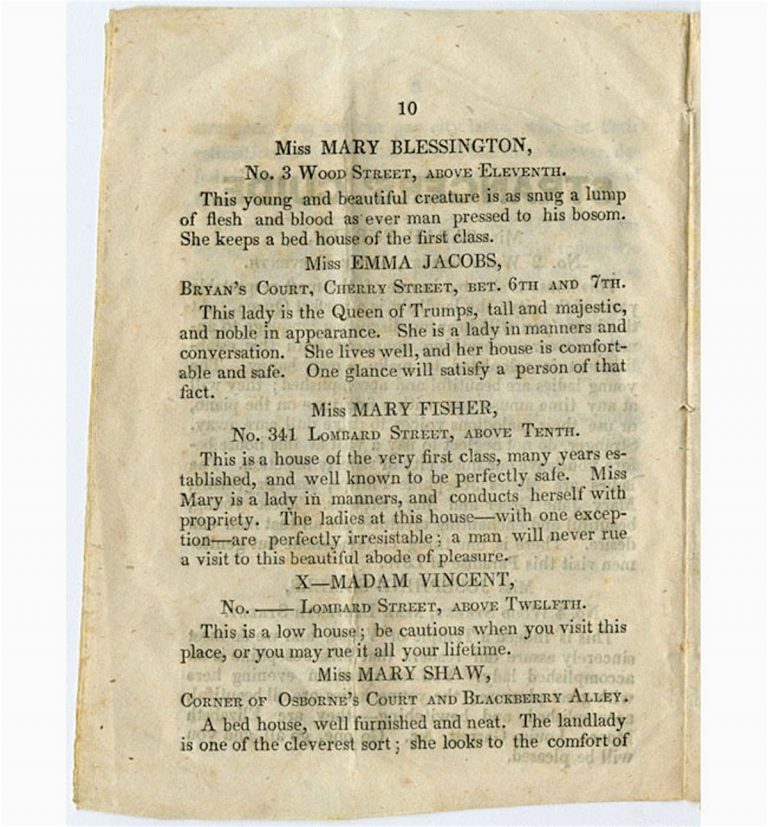 10
Miss MARY BLESSINGTON,
No. 3 Wood Street, above Eleventh.
This young and beautiful creature is as snug a lump
of flesh and blood as ever man pressed to his bosom.
She keeps a bed house of the first class.
Miss EMMA JACOBS,
Bryan's Court, Cherry Street, bet. 6th and 7th.
This lady is the Queen of Trumps, tall and majestic,
and noble in appearance. She is a lady in manners and
conversation. She lives well, and her house is comfort-
able and safe. One glance will satisfy a person of that
fact.
Miss MARY FISHER,
No. 341 Lombard Street, above Tenth.
This is a house of the very first class, many years es-
tablished, and well known to be perfectly safe. Miss
Mary is a lady in manners, and conducts herself with
propriety. The ladies at this house—with one excep-
tion—are perfectly irresistable; a man will never rue
a visit to this beautiful abode of pleasure.
X—MADAM VINCENT,
No. —— Lombard Street, above Twelfth.
This is a low house; be cautious when you visit this
place, or you may rue it all your lifetime.
Miss MARY SHAW,
Corner of Osborne's Court and Blackberry Alley.
A bed house, well furnished and neat. The landlady
is one of the cleverest sort; she looks to the comfort of